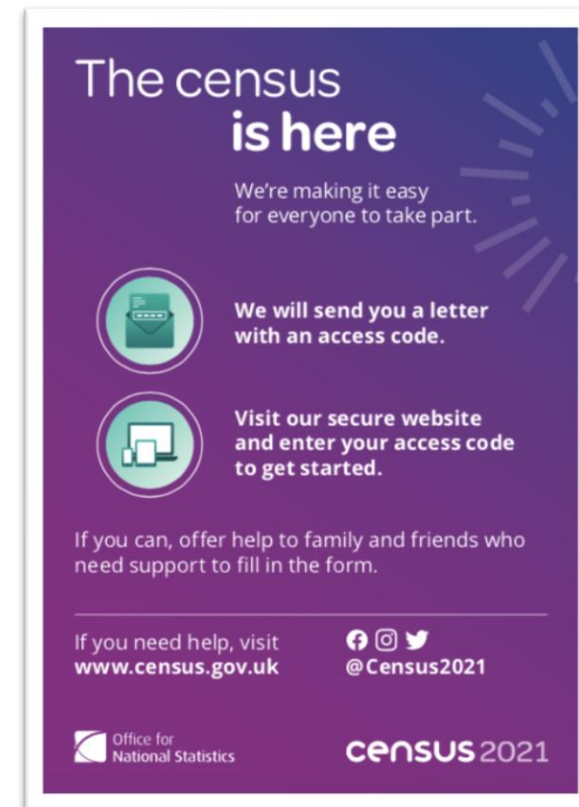 The census
is here
We're making it easy
for everyone to take part.
We will send you a letter
with an access code.
Visit our secure website
and enter your access code
to get started.
If you can, offer help to family and friends who
need support to fill in the form.
If you need help, visit
www.census.gov.uk
@Census2021
Office for
National Statistics
census 2021